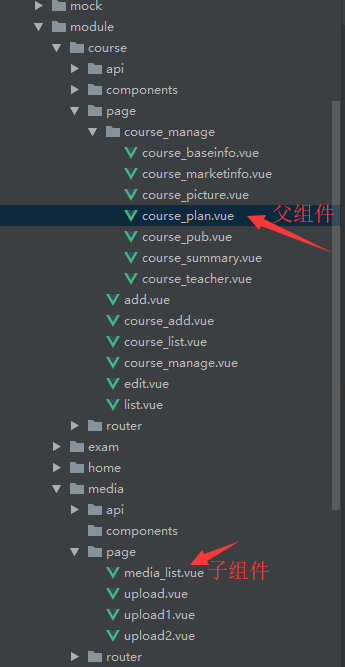 mock
module
course
api
components
page
course_manage
course_baseinfo.vue
course_marketinfo.vue
course_picture.vue
course_plan.vue 父组件
course_pub.vue
course_summary.vue
course_teacher.vue
add.vue
course_add.vue
course_list.vue
course_manage.vue
edit.vue
list.vue
router
exam
home
media
api
components
page
media_list.vue 子组件
upload.vue
upload1.vue
upload2.vue
router